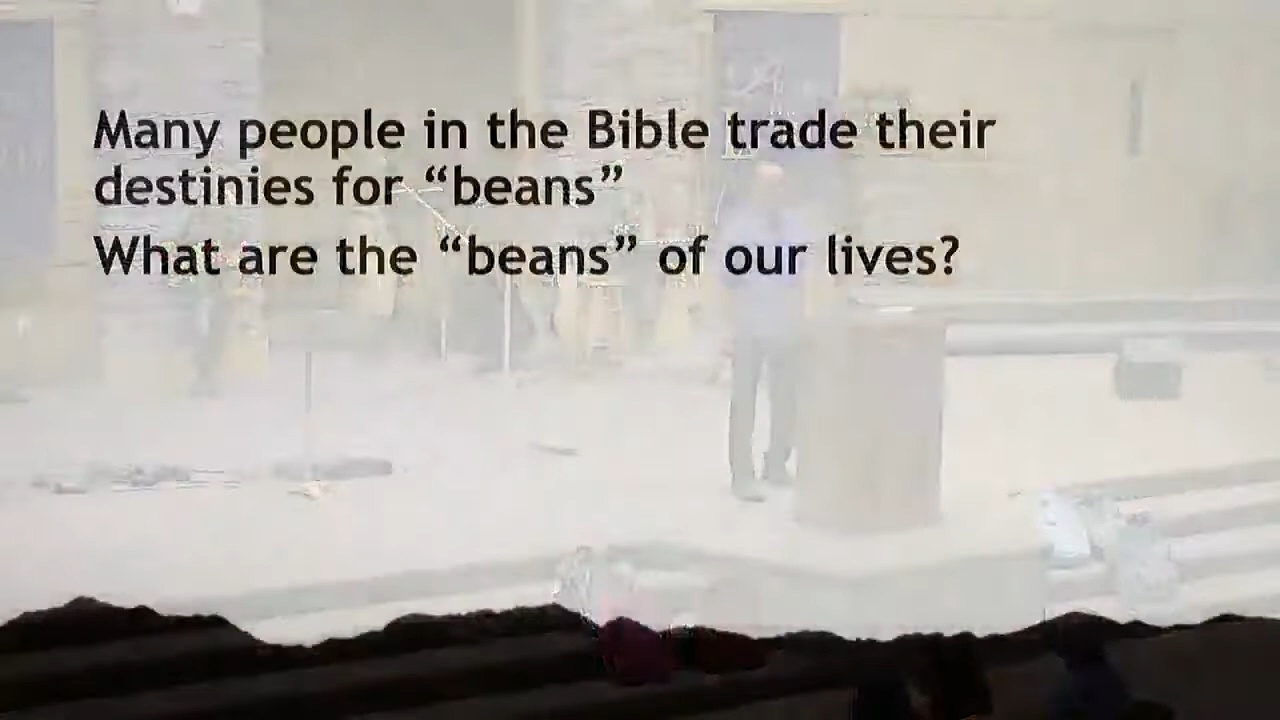 Many people in the Bible trade their
destinies for “beans”
What are the “beans” of our lives?